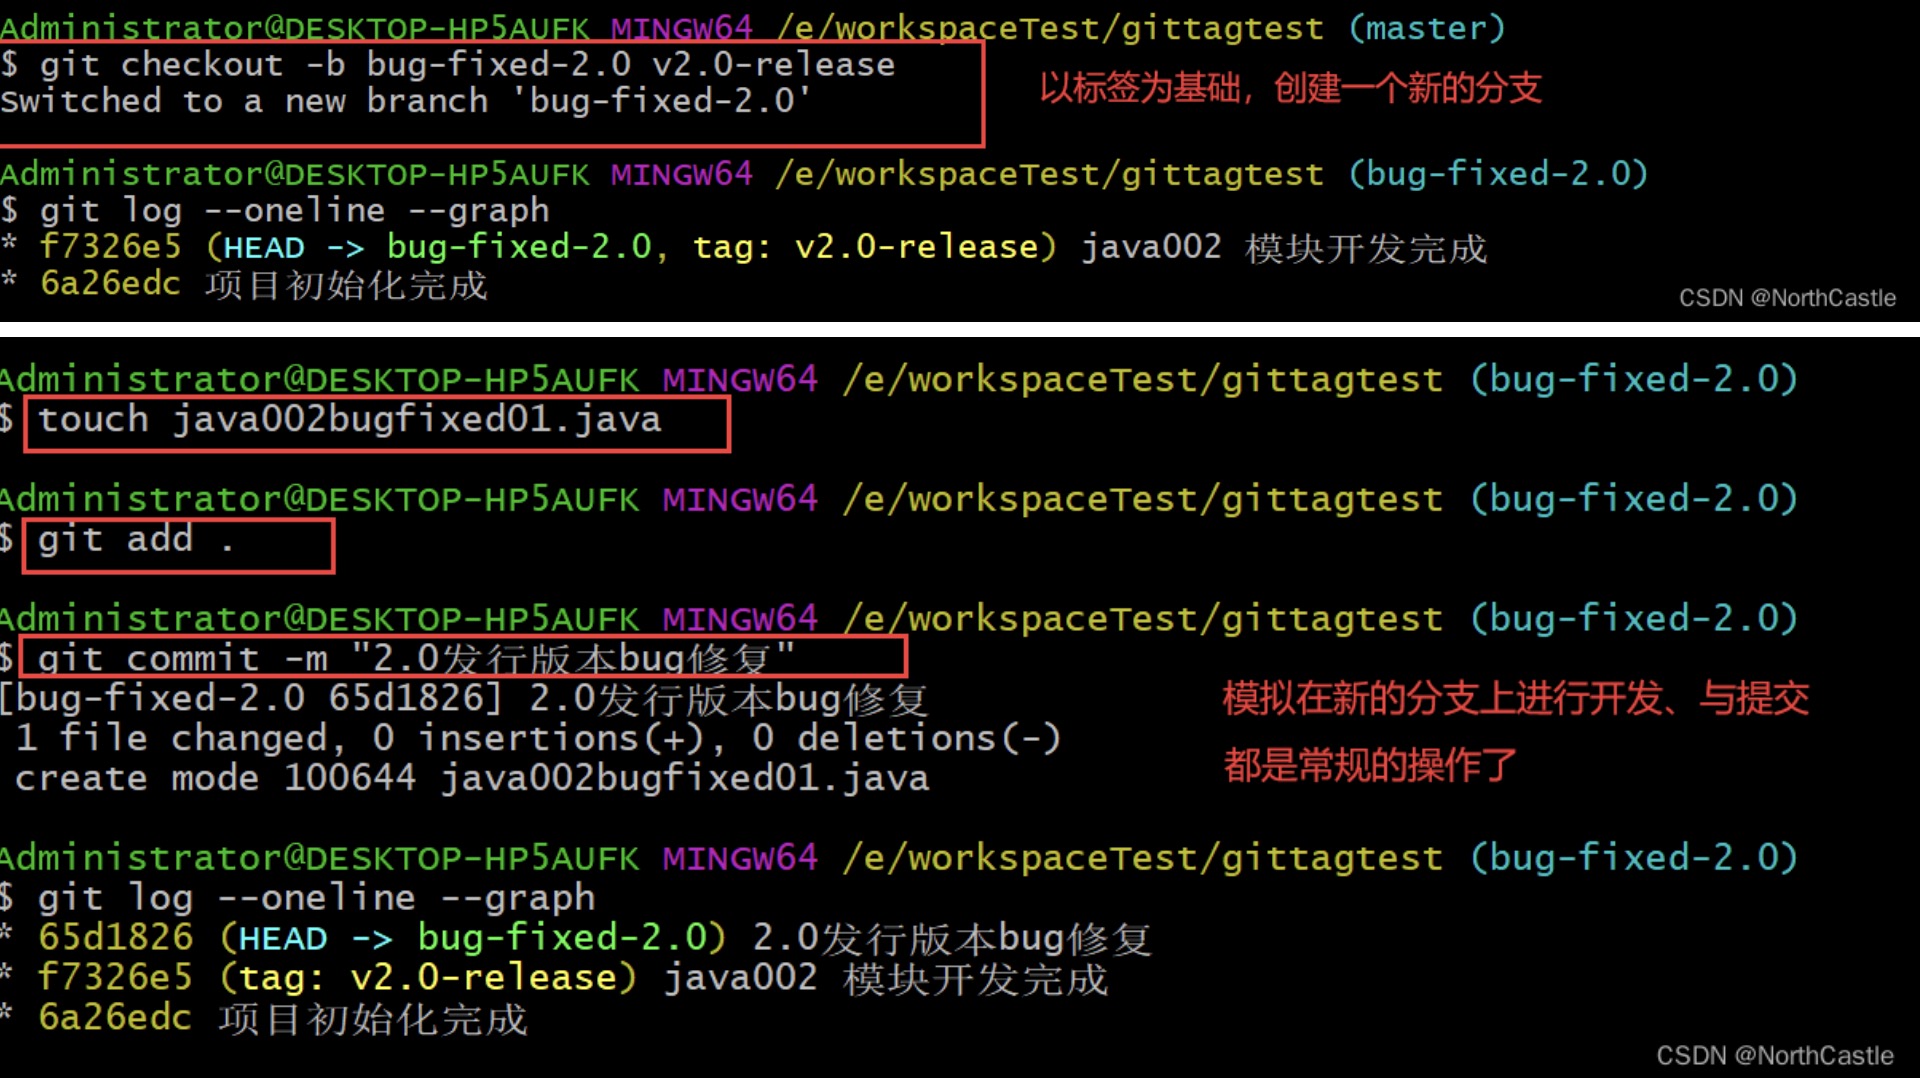 Administrator@DESKTOP-HP5AUFK MINGW64 /e/workspaceTest/gittagtest (master)
$ git checkout -b bug-fixed-2.0 v2.0-release
Switched to a new branch 'bug-fixed-2.0'
以标签为基础，创建一个新的分支
Administrator@DESKTOP-HP5AUFK MINGW64 /e/workspaceTest/gittagtest (bug-fixed-2.0)
$ git log --oneline --graph
* f7326e5 (HEAD -> bug-fixed-2.0, tag: v2.0-release) java002 模块开发完成
* 6a26edc 项目初始化完成
CSDN @NorthCastle
Administrator@DESKTOP-HP5AUFK MINGW64 /e/workspaceTest/gittagtest (bug-fixed-2.0)
$ touch java002bugfixed01.java
Administrator@DESKTOP-HP5AUFK MINGW64 /e/workspaceTest/gittagtest (bug-fixed-2.0)
$ git add .
Administrator@DESKTOP-HP5AUFK MINGW64 /e/workspaceTest/gittagtest (bug-fixed-2.0)
$ git commit -m "2.0发行版本bug修复"
[bug-fixed-2.0 65d1826] 2.0发行版本bug修复
1 file changed, 0 insertions(+), 0 deletions(-)
create mode 100644 java002bugfixed01.java
模拟在新的分支上进行开发、与提交
都是常规的操作了
Administrator@DESKTOP-HP5AUFK MINGW64 /e/workspaceTest/gittagtest (bug-fixed-2.0)
$ git log --oneline --graph
* 65d1826 (HEAD -> bug-fixed-2.0) 2.0发行版本bug修复
* f7326e5 (tag: v2.0-release) java002 模块开发完成
* 6a26edc 项目初始化完成
CSDN @NorthCastle